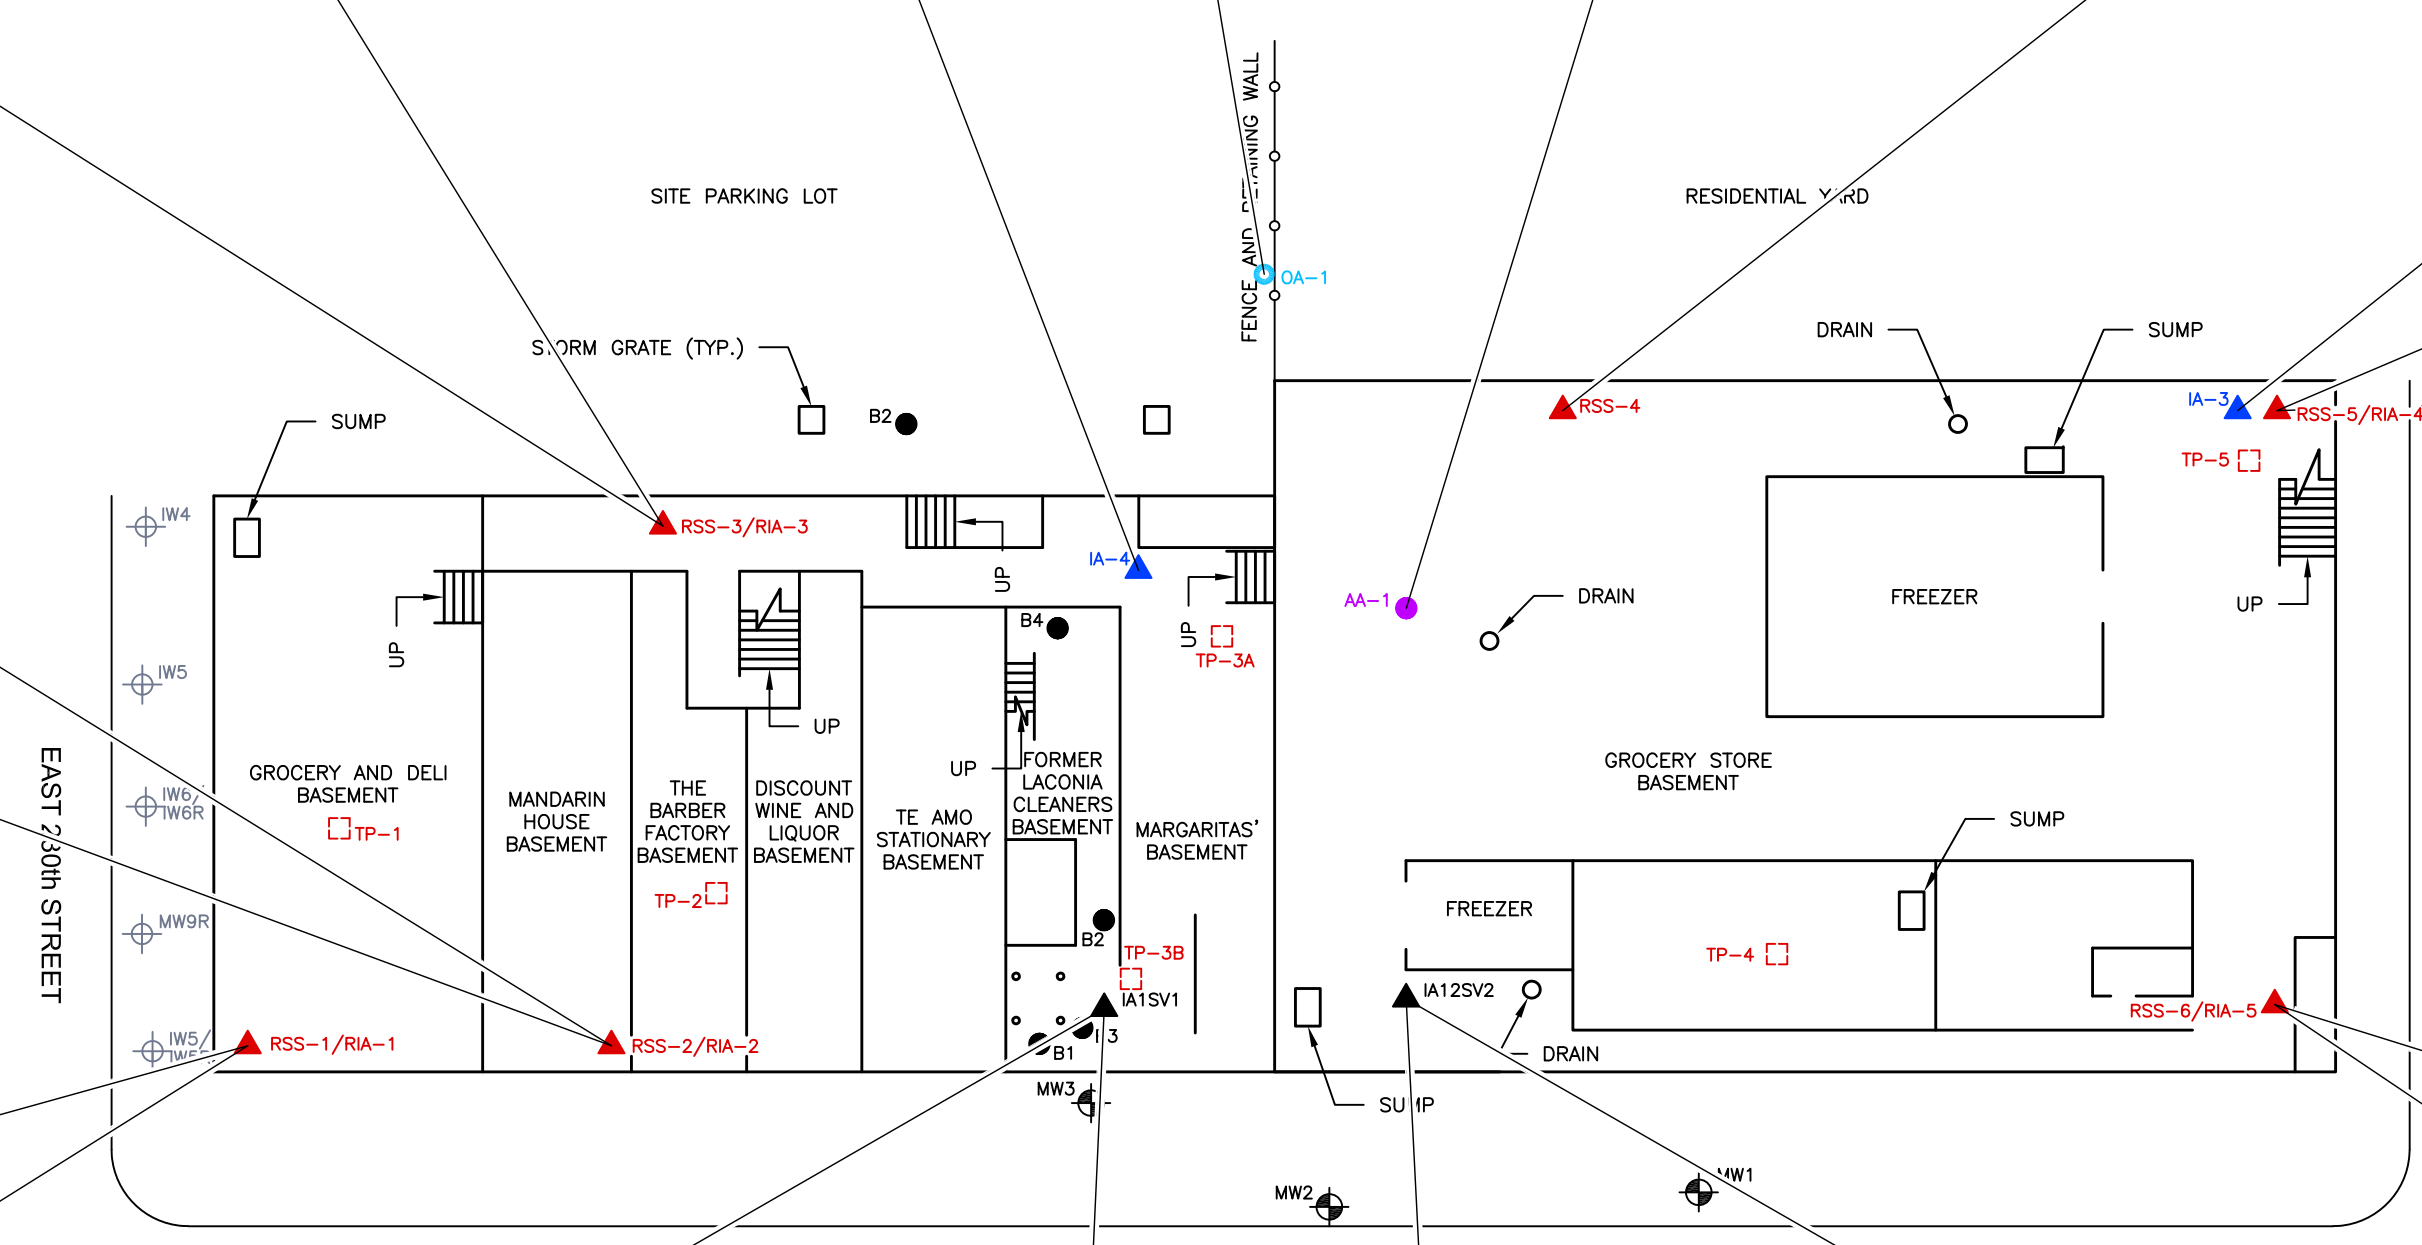 FENCE AND RETAINING WALL
SITE PARKING LOT
RESIDENTIAL YARD
OA-1
STORM GRATE (TYP.)
DRAIN
SUMP
B2
SUMP
RSS-4
IA-3
RSS-5/RIA-4
TP-5
IW4
RSS-3/RIA-3
IA-4
UP
UP
AA-1
DRAIN
FREEZER
UP
B4
UP
TP-3A
IW5
UP
UP
EAST 230th STREET
GROCERY AND DELI
BASEMENT
IW6/
IW6R
TP-1
MANDARIN
HOUSE
BASEMENT
THE
BARBER
FACTORY
BASEMENT
DISCOUNT
WINE AND
LIQUOR
BASEMENT
TE AMO
STATIONARY
BASEMENT
FORMER
LACONIA
CLEANERS
BASEMENT
MARGARITAS'
BASEMENT
GROCERY STORE
BASEMENT
SUMP
TP-2
FREEZER
MW9R
B2
TP-3B
TP-4
IA1SV1
IA12SV2
RSS-6/RIA-5
IW5/
RSS-1/RIA-1
RSS-2/RIA-2
B1
DRAIN
MW3
SUMP
MW2
MW1